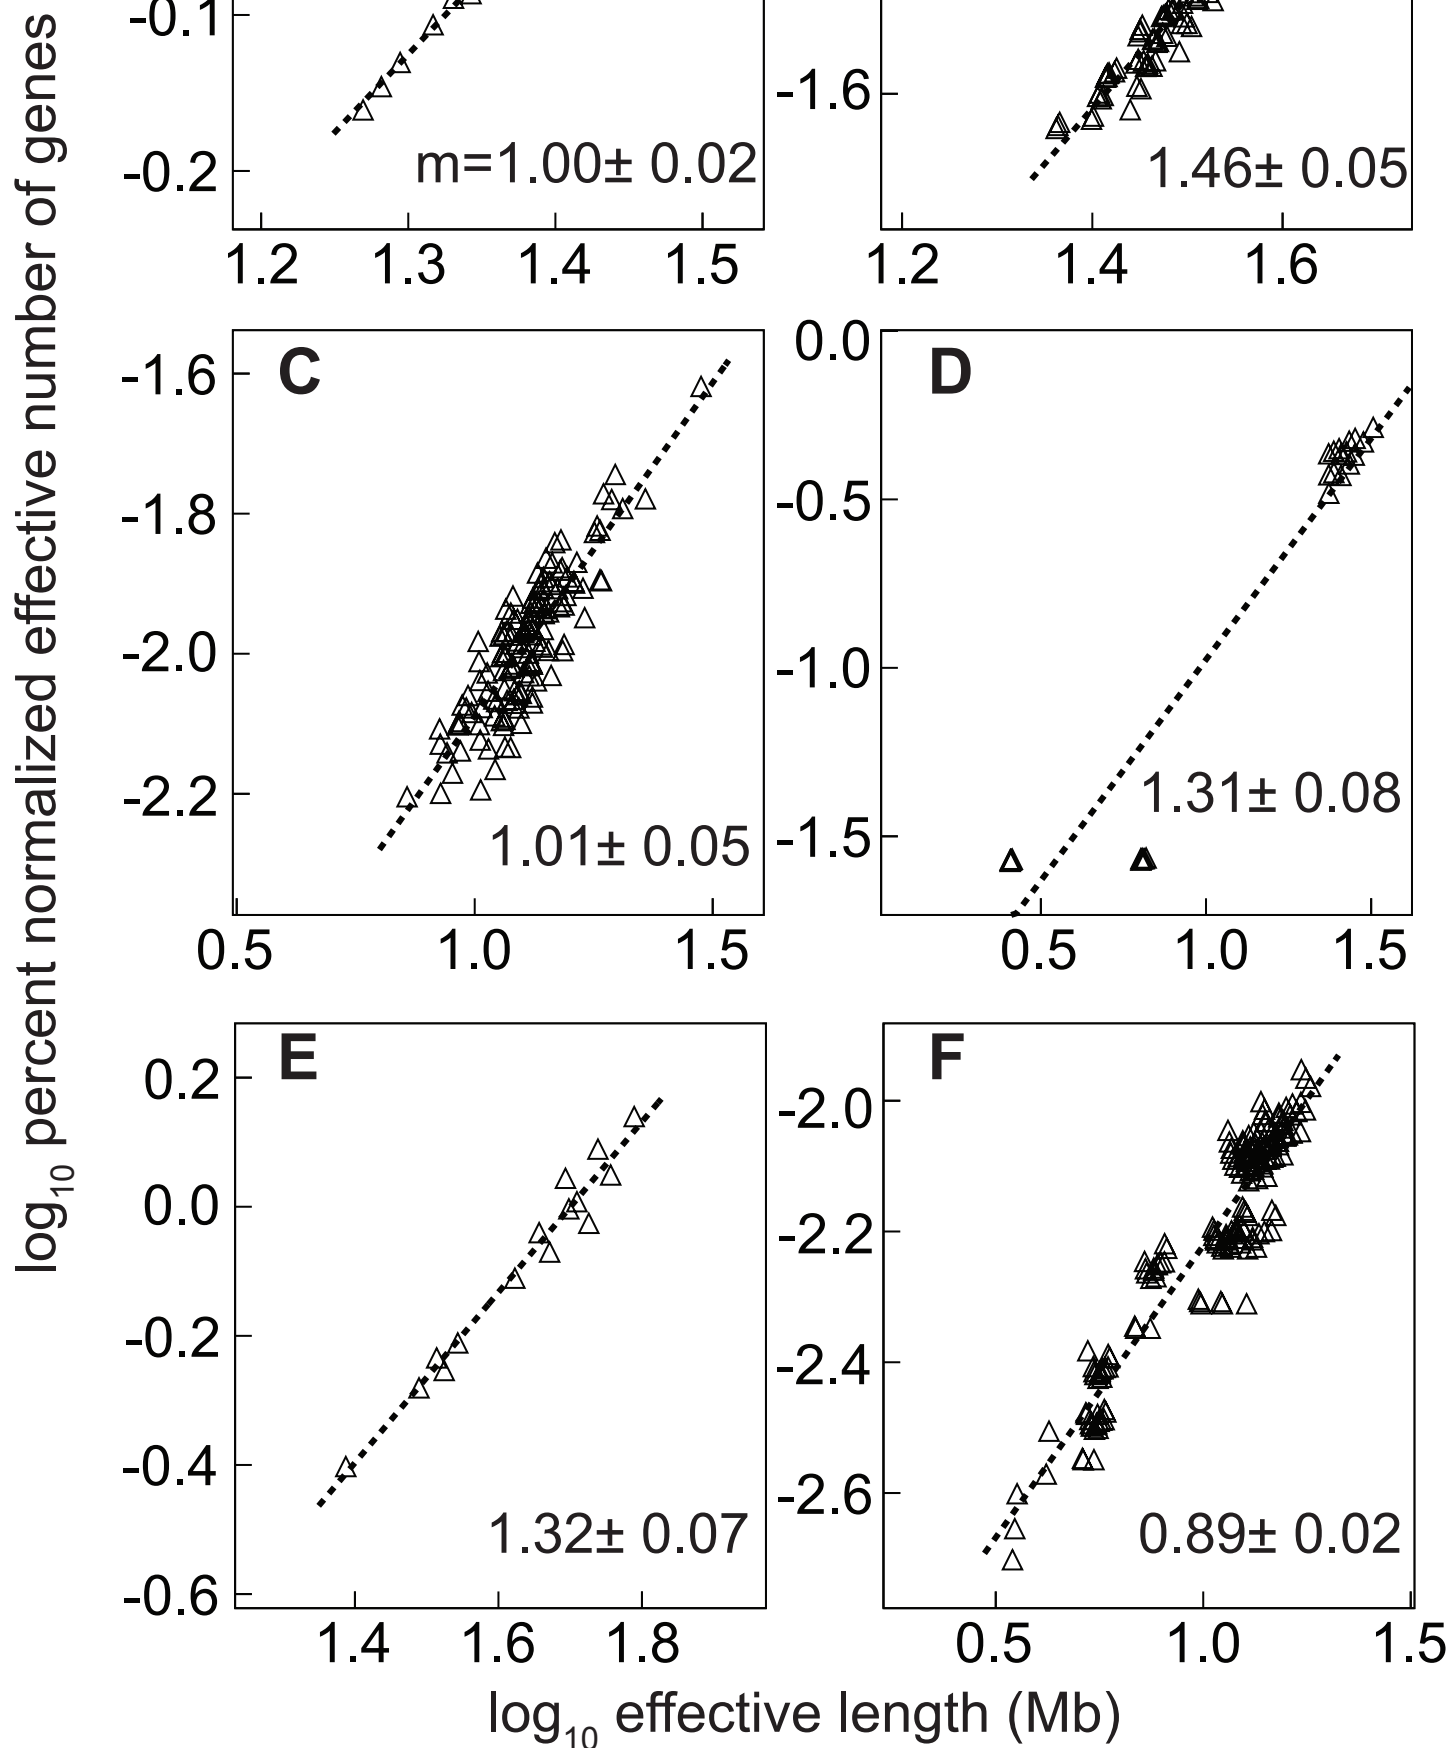 log10 percent normalized effective number of genes
-0.1
-0.2
m=1.00± 0.02
1.2 1.3 1.4 1.5
-1.6
1.46± 0.05
1.2 1.4 1.6
C
-1.6
-1.8
-2.0
-2.2
1.01± 0.05
0.5 1.0 1.5
D
0.0
-0.5
-1.0
-1.5
1.31± 0.08
0.5 1.0 1.5
E
0.2
0.0
-0.2
-0.4
-0.6
1.32± 0.07
1.4 1.6 1.8
F
-2.0
-2.2
-2.4
-2.6
0.89± 0.02
0.5 1.0 1.5
log10 effective length (Mb)